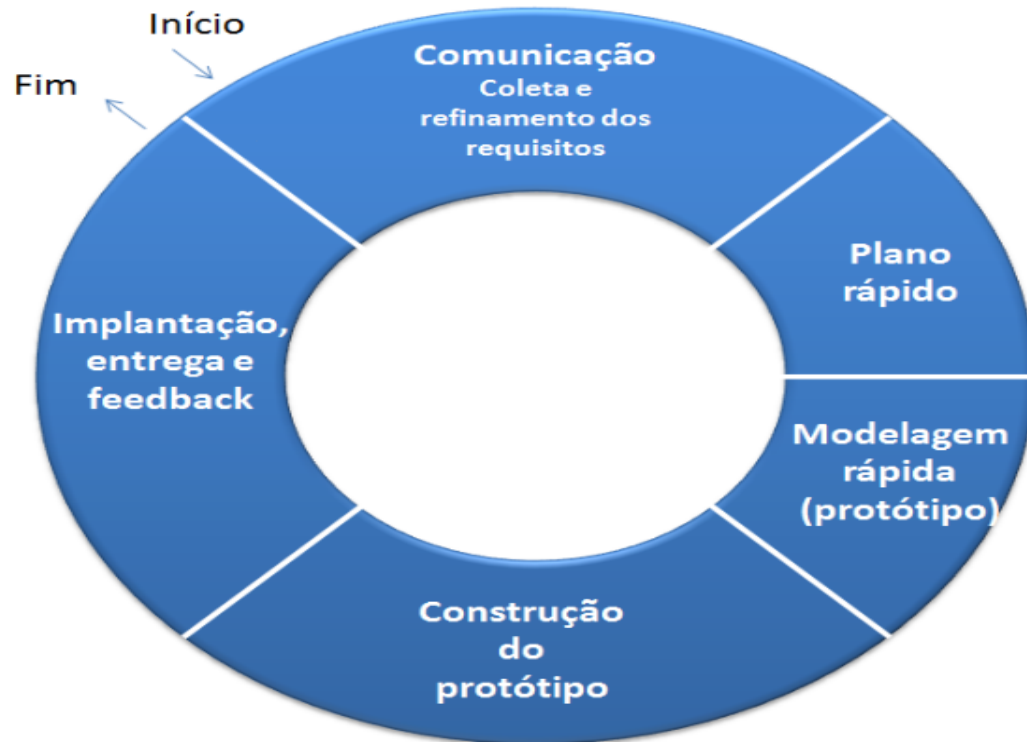 Início
Fim
Comunicação
Coleta e
refinamento dos
requisitos
Plano
rápido
Modelagem
rápida
(protótipo)
Construção
do
protótipo
Implantação,
entrega e
feedback